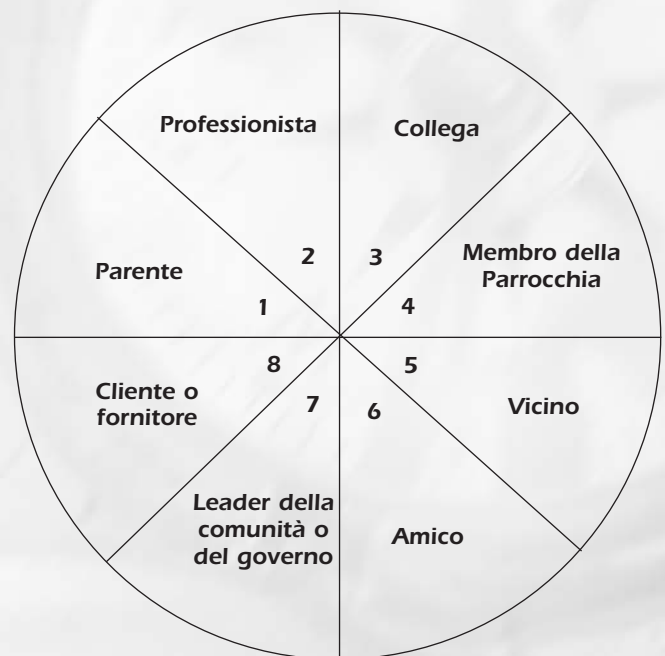 Professionista
2
Collega
3
Parente
1
Membro della
Parrocchia
4
Cliente o
fornitore
8
Vicino
5
Leader della
comunità o
del governo
7
Amico
6